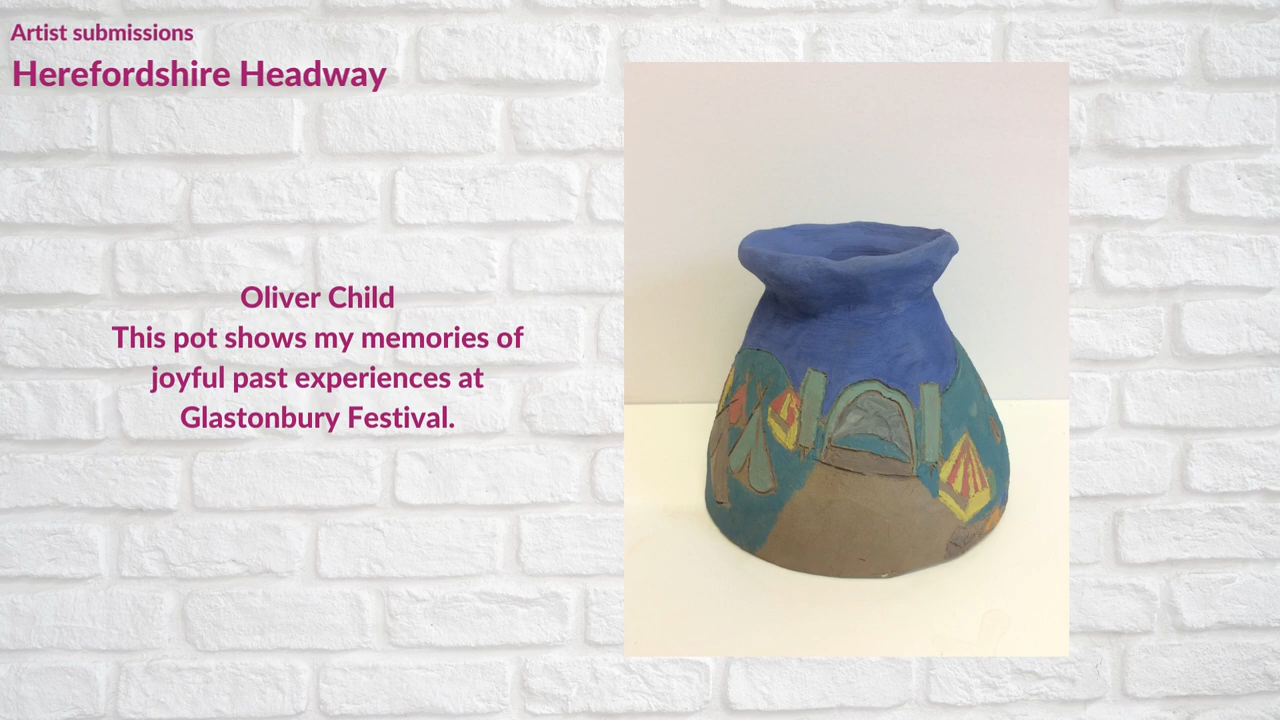 Artist submissions
Herefordshire Headway
Oliver Child
This pot shows my memories of
joyful past experiences at
Glastonbury Festival.